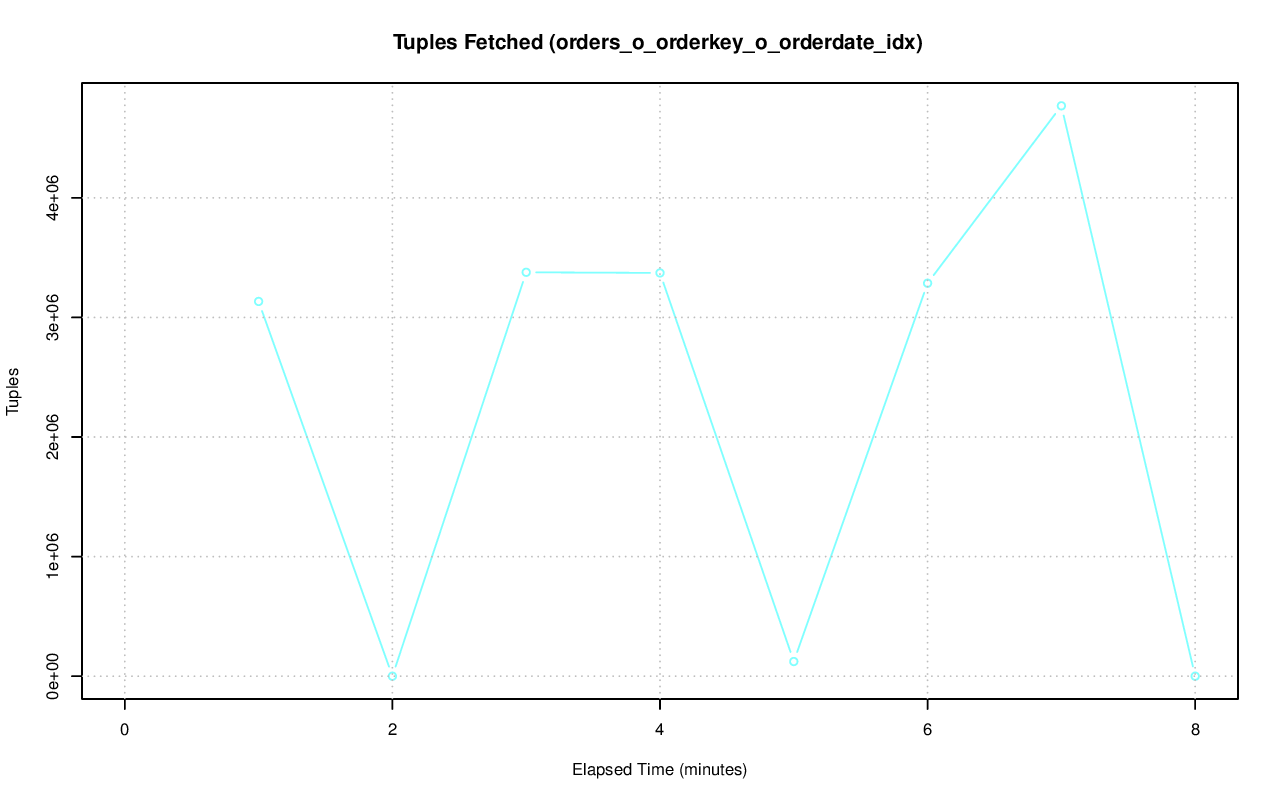 Tuples Fetched (orders_o_orderkey_o_orderdate_idx)
4e+06
3e+06
2e+06
1e+06
0e+00
Tuples
0 2 4 6 8
Elapsed Time (minutes)